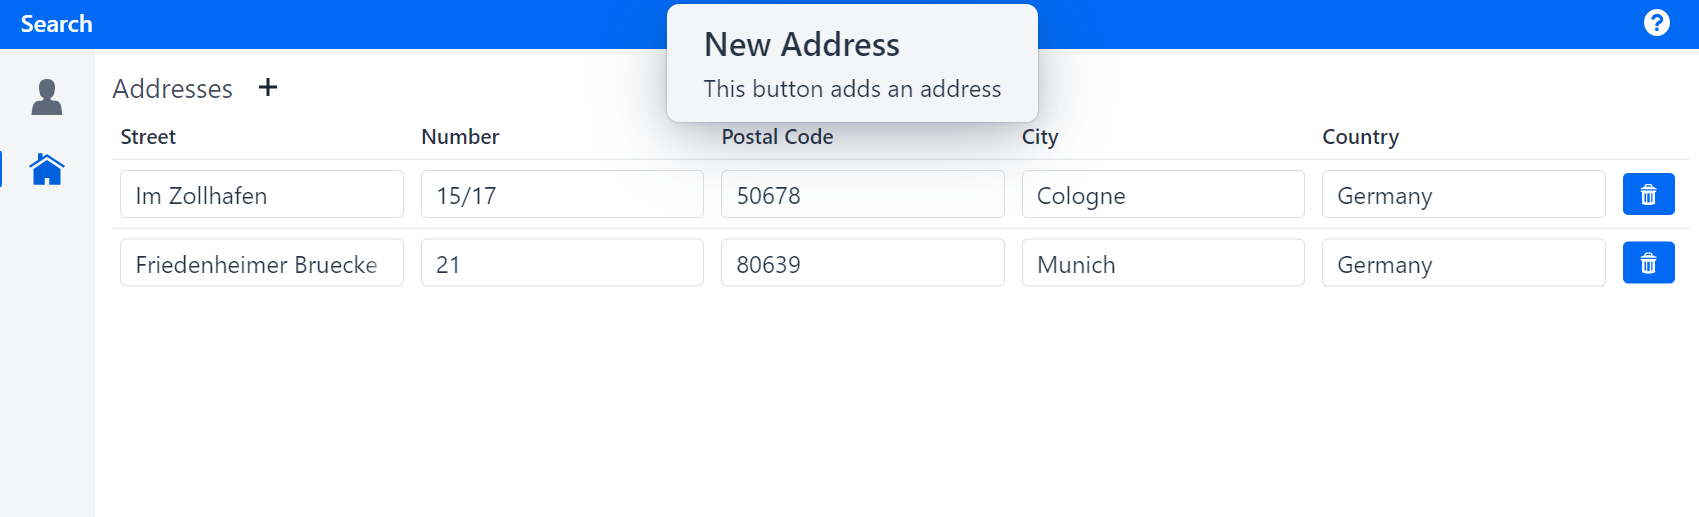 Search
?
New Address
This button adds an address
Addresses +
Street Number Postal Code City Country
Im Zollhafen 15/17 50678 Cologne Germany
Friedenheimer Bruecke 21 80639 Munich Germany